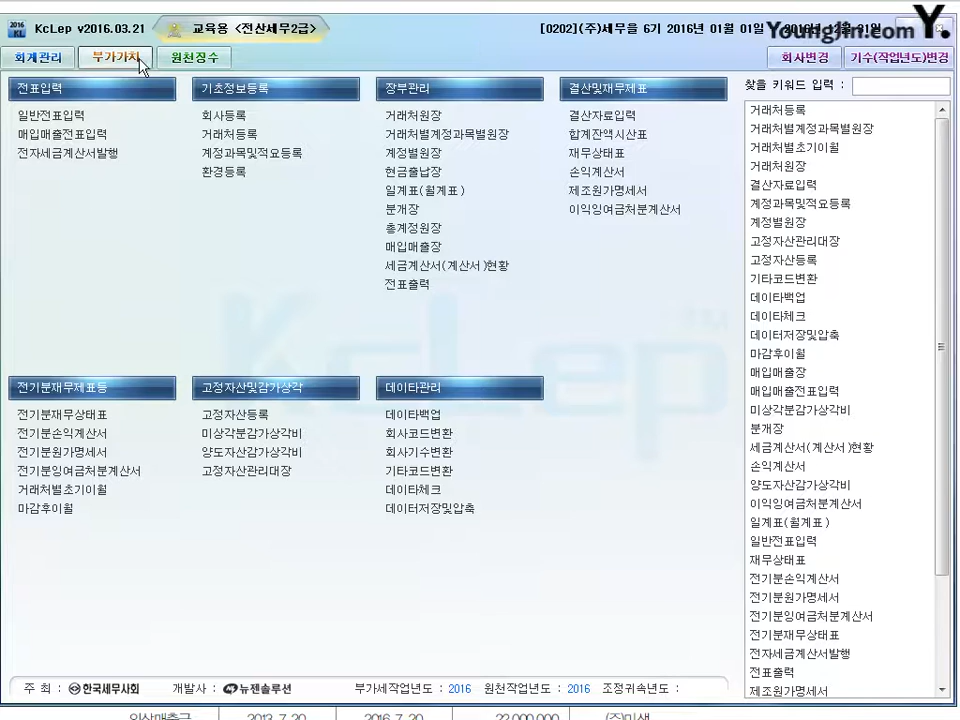 2016 KL KcLep v2016.03.21 교육용 <전산세무2급> [0202](주)세무을 6기 2016년 01월 01일
Younglin.com Y.
회계관리 부가가치 원천징수 회사변경 기수(작업년도)변경
전표입력
일반전표입력
매입매출전표입력
전자세금계산서발행
기초정보등록
회사등록
거래처등록
계정과목및적요등록
환경등록
장부관리
거래처원장
거래처별계정과목별원장
계정별원장
현금출납장
일계표(월계표)
분개장
총계정원장
매입매출장
세금계산서(계산서)현황
전표출력
결산및재무제표
결산자료입력
합계잔액시산표
재무상태표
손익계산서
제조원가명세서
이익잉여금처분계산서
전기분재무제표등
전기분재무상태표
전기분손익계산서
전기분원가명세서
전기분잉여금처분계산서
거래처별초기이월
마감후이월
고정자산및감가상각
고정자산등록
미상각분감가상각비
양도자산감가상각비
고정자산관리대장
데이타관리
데이타백업
회사코드변환
회사기수변환
기타코드변환
데이타체크
데이터저장및압축
찾을 키워드 입력 :
거래처등록
거래처별계정과목별원장
거래처별초기이월
거래처원장
결산자료입력
계정과목및적요등록
계정별원장
고정자산관리대장
고정자산등록
기타코드변환
데이타백업
데이타체크
데이터저장및압축
마감후이월
매입매출장
매입매출전표입력
미상각분감가상각비
분개장
세금계산서(계산서)현황
손익계산서
양도자산감가상각비
이익잉여금처분계산서
일계표(월계표)
일반전표입력
재무상태표
전기분손익계산서
전기분원가명세서
전기분잉여금처분계산서
전기분재무상태표
전자세금계산서발행
전표출력
제조원가명세서
KcLep TM
주 최 : 한국세무사회 개발사 : 뉴젠솔루션 부가세작업년도 : 2016 원천작업년도 : 2016 조정귀속년도 :
외상매출금 2013.7.20 2016.7.20 22,000,000 (주)미생